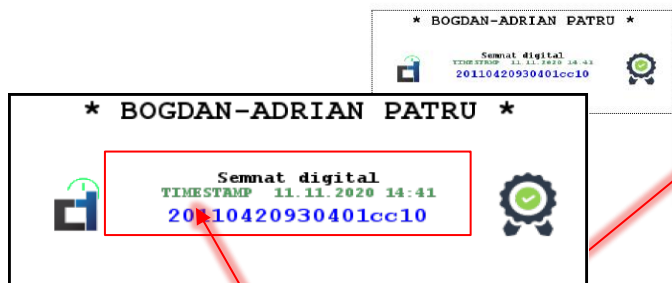 * BOGDAN-ADRIAN PATRU *
Semnat digital
TIMESTAMP 11.11.2020 14:41
20110420930401cc10
* BOGDAN-ADRIAN PATRU *
Semnat digital
TIMESTAMP 11.11.2020 14:41
20110420930401cc10